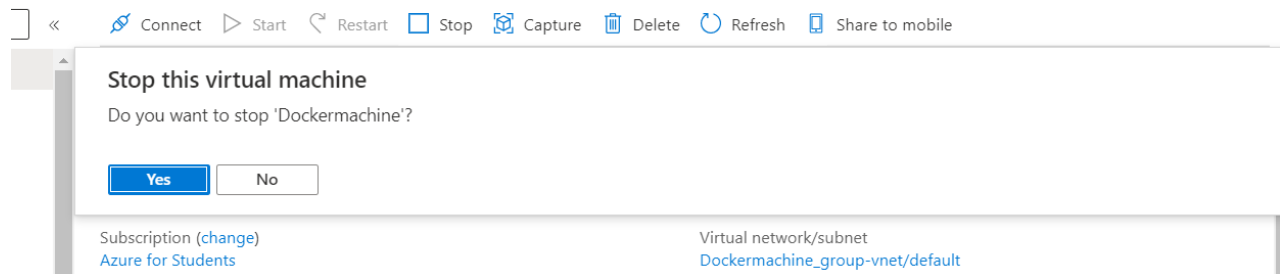 « Connect Start Restart Stop Capture Delete Refresh Share to mobile
Stop this virtual machine
Do you want to stop 'Dockermachine'?
Yes No
Subscription (change) Virtual network/subnet
Azure for Students Dockermachine_group-vnet/default